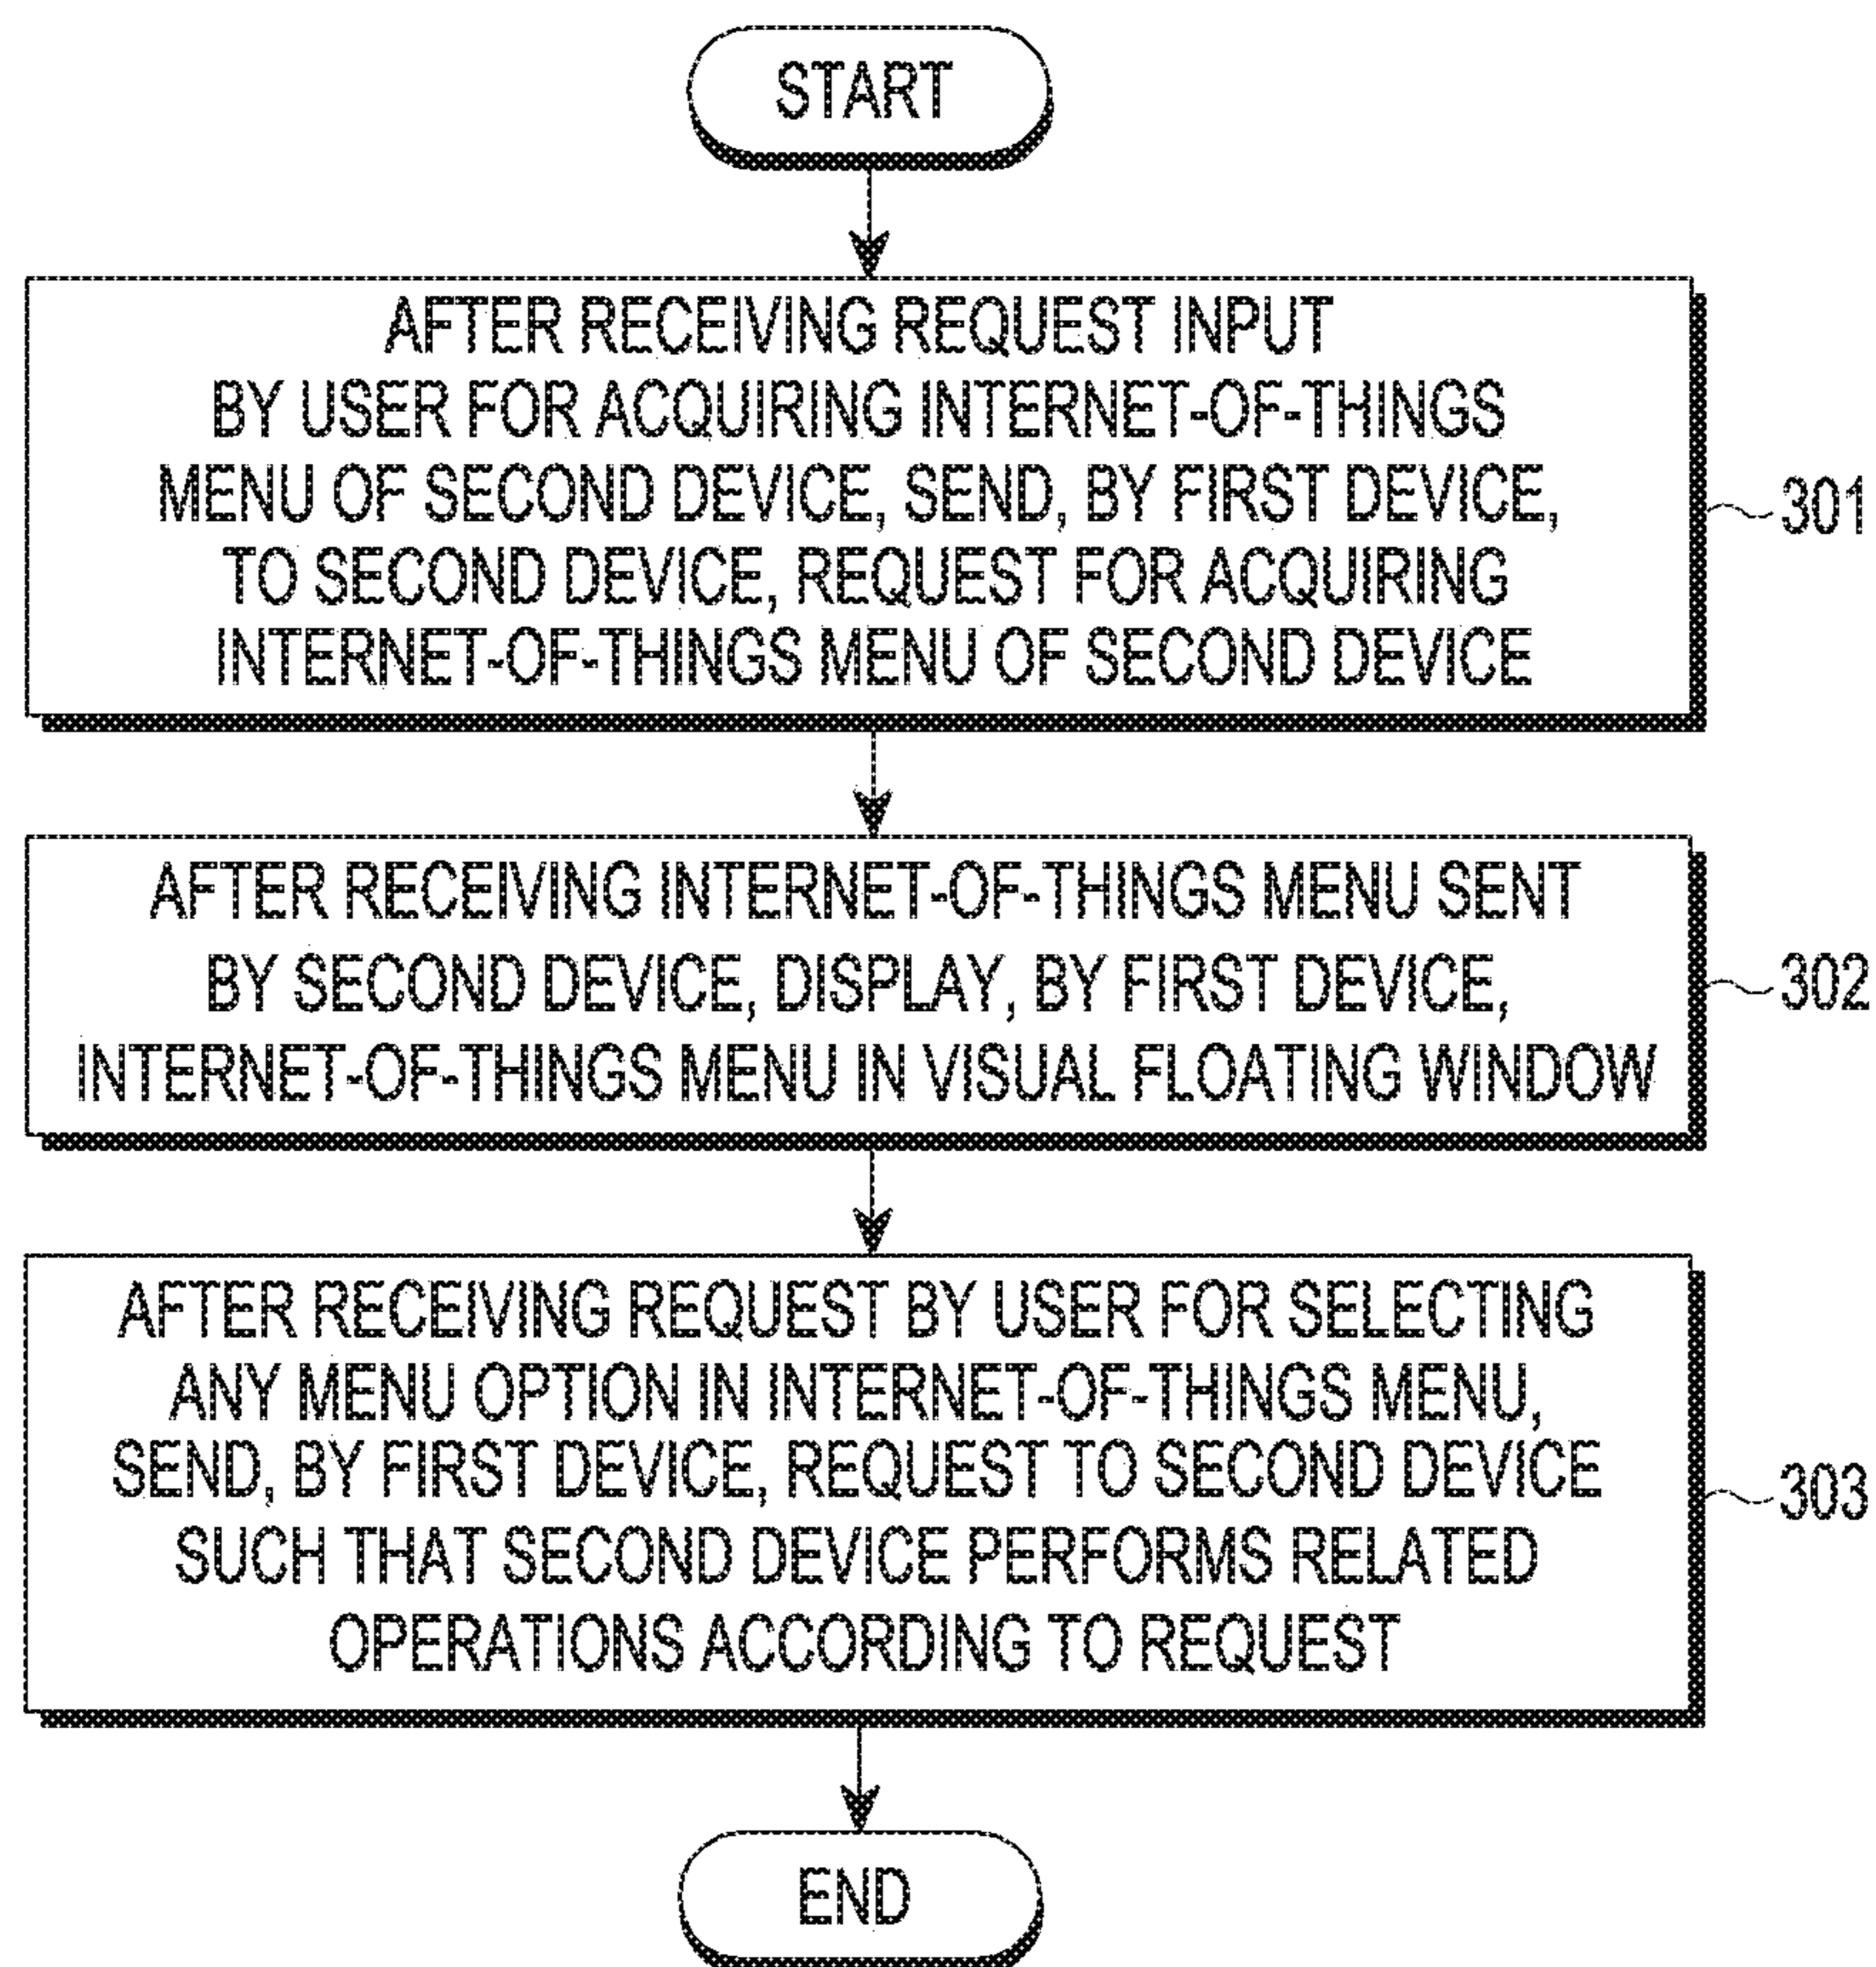 START
AFTER RECEIVING REQUEST INPUT
BY USER FOR ACQUIRING INTERNET-OF-THINGS
MENU OF SECOND DEVICE, SEND, BY FIRST DEVICE,
TO SECOND DEVICE, REQUEST FOR ACQUIRING
INTERNET-OF-THINGS MENU OF SECOND DEVICE
301
AFTER RECEIVING INTERNET-OF-THINGS MENU SENT
BY SECOND DEVICE, DISPLAY, BY FIRST DEVICE,
INTERNET-OF-THINGS MENU IN VISUAL FLOATING WINDOW
302
AFTER RECEIVING REQUEST BY USER FOR SELECTING
ANY MENU OPTION IN INTERNET-OF-THINGS MENU,
SEND, BY FIRST DEVICE, REQUEST TO SECOND DEVICE
SUCH THAT SECOND DEVICE PERFORMS RELATED
OPERATIONS ACCORDING TO REQUEST
303
END